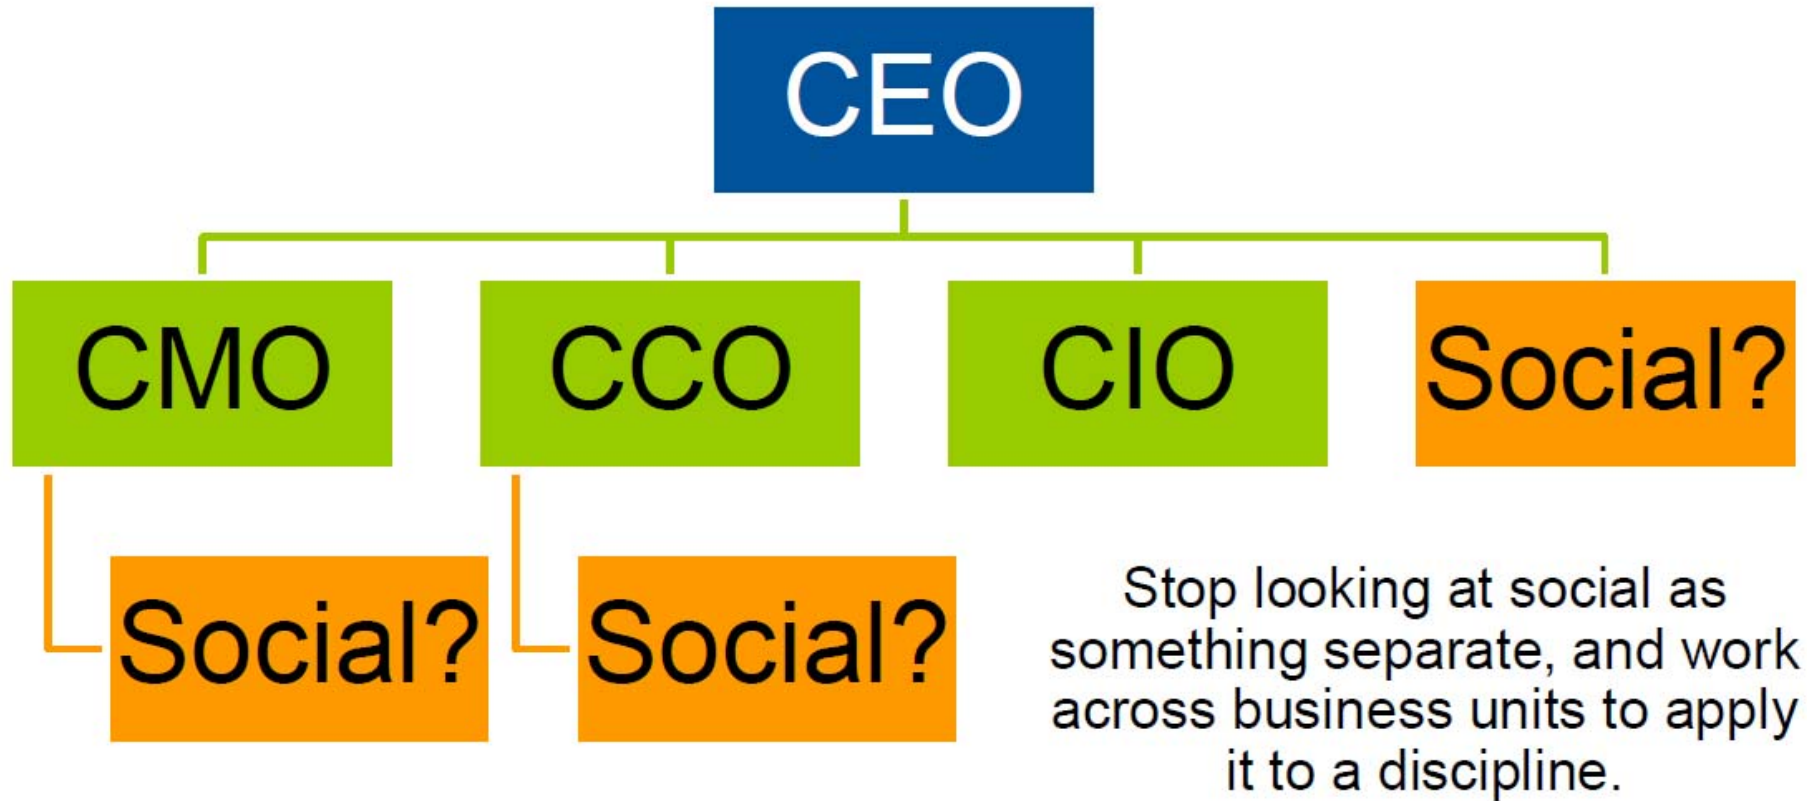 CEO
CMO
CCO
CIO
Social?
Social?
Social?
Stop looking at social as
something separate, and work
across business units to apply
it to a discipline.